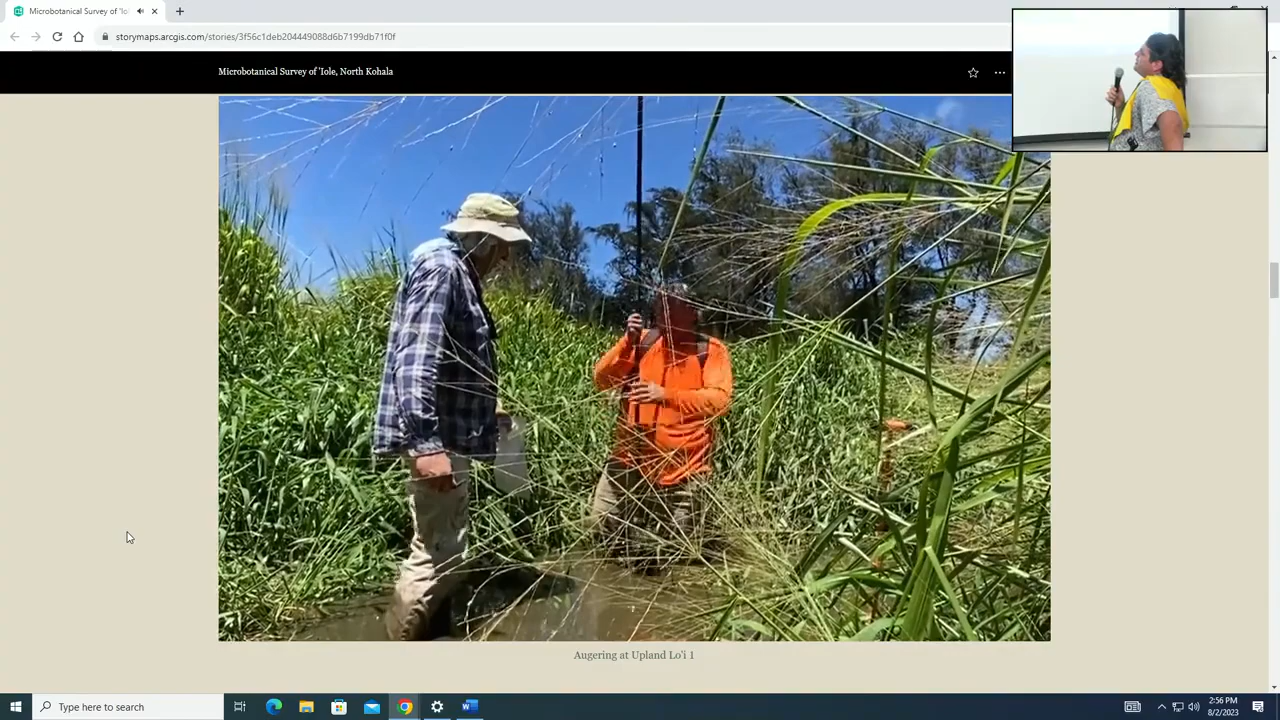 Microbotanical Survey of 'Iol
storymaps.arcgis.com/stories/3f56c1deb204449088d6b7199db71f0f
Microbotanical Survey of 'Iole, North Kohala
Augering at Upland Lo'i 1
Type here to search
2:56 PM
8/2/2023